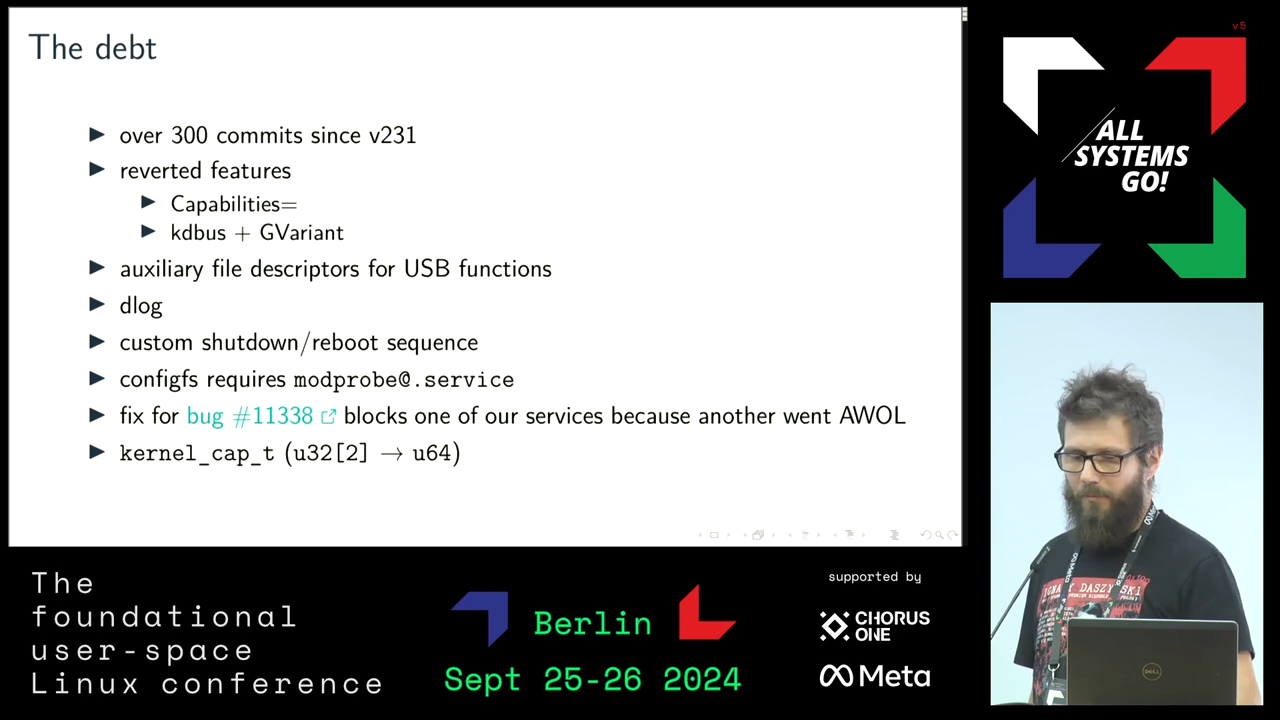 The debt
over 300 commits since v231
reverted features
Capabilities=
kdbus + GVariant
auxiliary file descriptors for USB functions
dlog
custom shutdown/reboot sequence
configfs requires modprobe@.service
fix for bug #11338 blocks one of our services because another went AWOL
kernel_cap_t (u32[2] → u64)
v5
ALL
SYSTEMS
GO!
DASZYŃSKI
DELL
The
foundational
user-space
Linux conference
Berlin
Sept 25-26 2024
supported by
CHORUS
ONE
Meta